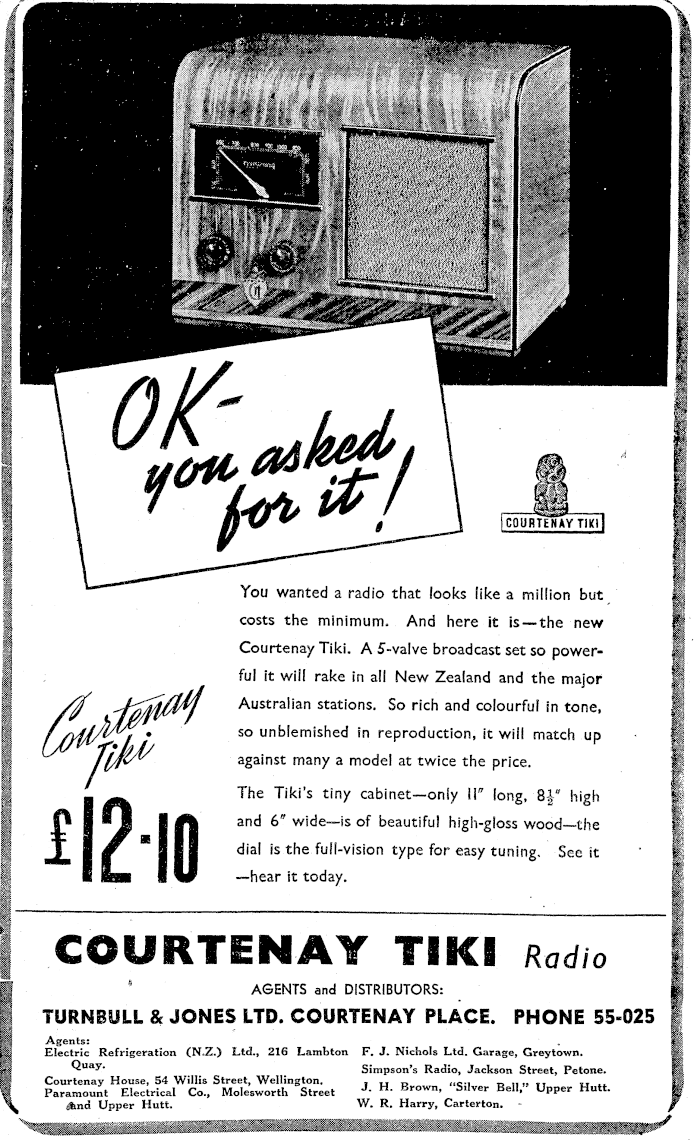 OK-
you asked
for it!
COURTENAY TIKI
You wanted a radio that looks like a million but
costs the minimum. And here it is—the new
Courtenay Tiki. A 5-valve broadcast set so power-
ful it will rake in all New Zealand and the major
Australian stations. So rich and colourful in tone,
so unblemished in reproduction, it will match up
against many a model at twice the price.
The Tiki's tiny cabinet—only 11" long, 8½" high
and 6" wide—is of beautiful high-gloss wood—the
dial is the full-vision type for easy tuning. See it
—hear it today.
Courtenay
Tiki
£12-10
COURTENAY TIKI Radio
AGENTS and DISTRIBUTORS:
TURNBULL & JONES LTD. COURTENAY PLACE. PHONE 55-025
Agents:
Electric Refrigeration (N.Z.) Ltd., 216 Lambton
Quay.
Courtenay House, 54 Willis Street, Wellington.
Paramount Electrical Co., Molesworth Street
and Upper Hutt.
F. J. Nichols Ltd. Garage, Greytown.
Simpson's Radio, Jackson Street, Petone.
J. H. Brown, "Silver Bell," Upper Hutt.
W. R. Harry, Carterton.